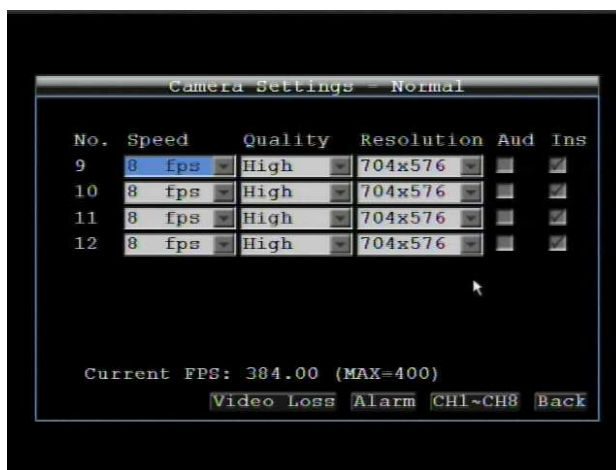 Camera Settings - Normal
No. Speed Quality Resolution Aud Ins
9 8 fps High 704x576
10 8 fps High 704x576
11 8 fps High 704x576
12 8 fps High 704x576
Current FPS: 384.00 (MAX=400)
Video Loss Alarm CH1~CH8 Back